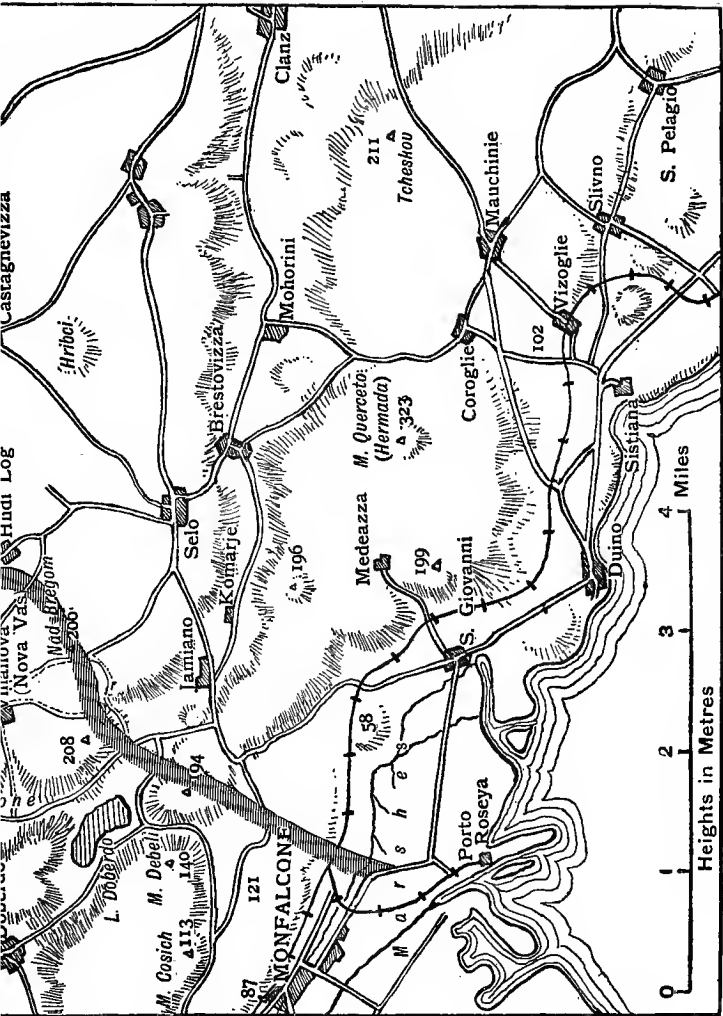 Castagnevizza
Clanz
211
Tcheshou
Hribci
Mohorini
Mauchinie
Slivno
S. Pelagio
Vizoglie
102
Brestovizza
Coroglie
M. Querceto
(Hermada)
323
Sistiana
Hudi Log
Selo
Komarje
196
Medeazza
199
S. Giovanni
Duino
(Nova Vas
Nad Bregom
200
Jamiano
208
194
58
Marshes
L. Doberdo
M. Debeli
140
M. Cosich
113
121
MONFALCONE
87
Porto
Roseya
0 1 2 3 4 Miles
Heights in Metres